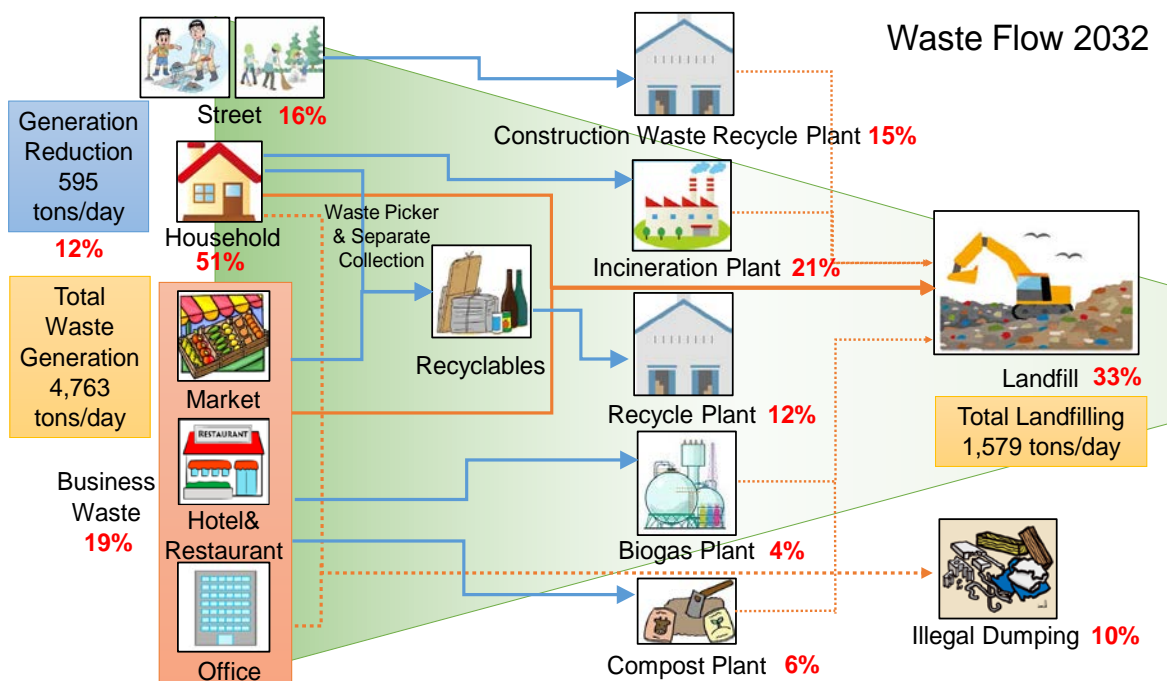 Waste Flow 2032
Street 16%
Generation
Reduction
595
tons/day
12%
Household
51%
Total
Waste
Generation
4,763
tons/day
Market
RESTAURANT
Hotel&
Restaurant
Office
Business
Waste
19%
Waste Picker
& Separate
Collection
Recyclables
Construction Waste Recycle Plant 15%
Incineration Plant 21%
Recycle Plant 12%
Biogas Plant 4%
Compost Plant 6%
Landfill 33%
Total Landfilling
1,579 tons/day
Illegal Dumping 10%